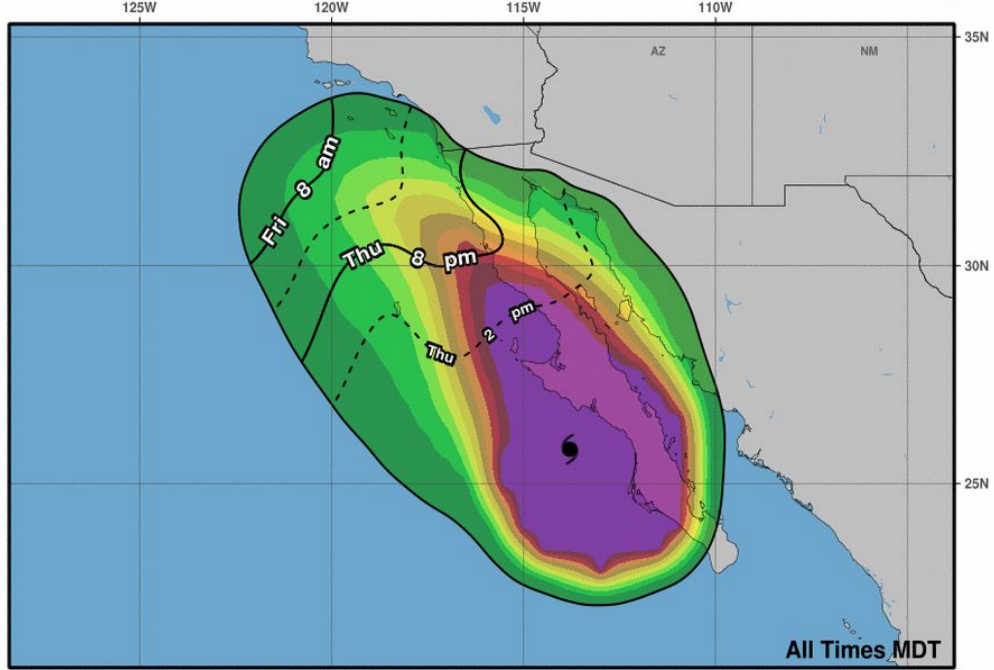 125W 120W 115W 110W
35N
AZ NM
Fri 8 am
Thu 8 pm
30N
Thu 2 pm
25N
All Times MDT